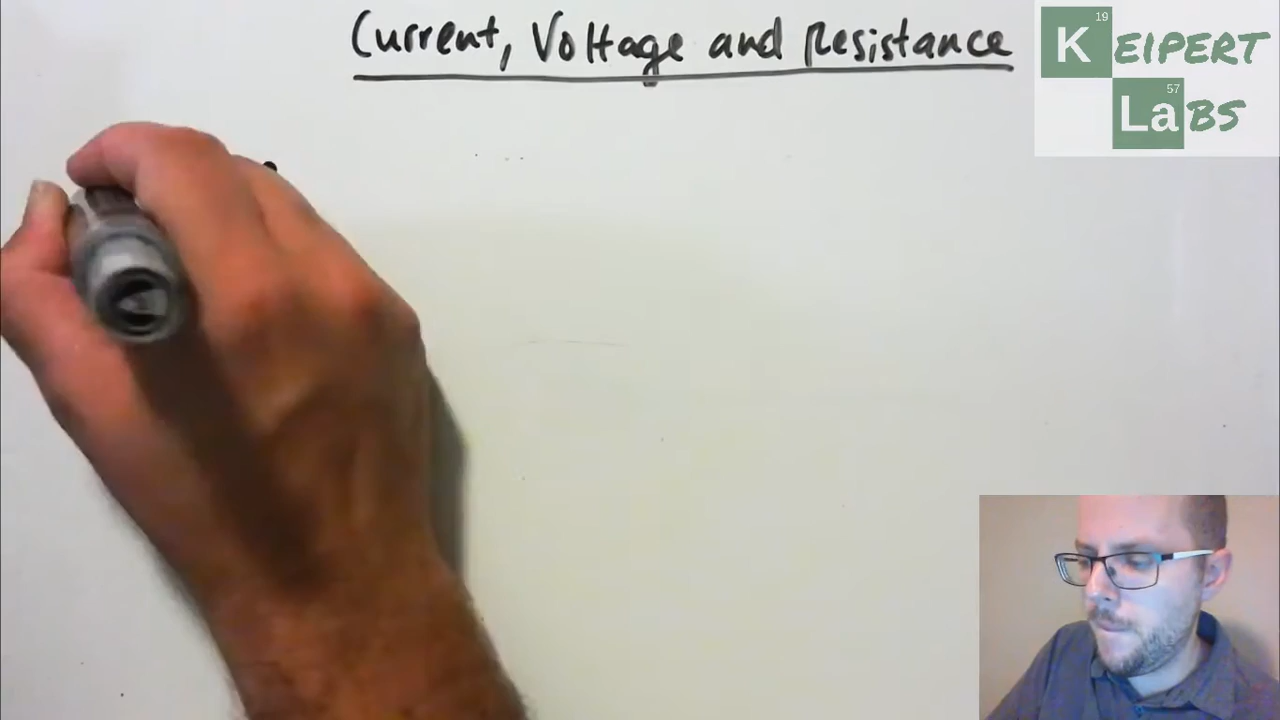 Current, Voltage and Resistance
19
KEIPERT
57
LaBS